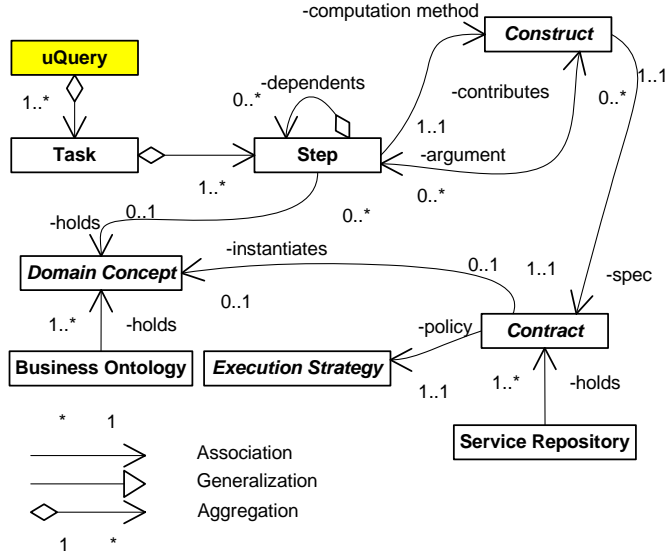 -computation method
Construct
uQuery
-dependents
1..1
1..*
0..*
-contributes
0..*
1..1
Task
Step
-argument
1..*
0..*
0..1
0..*
-holds
-instantiates
0..1
1..1
Domain Concept
-spec
0..1
1..*
-holds
-policy
Contract
Business Ontology
Execution Strategy
1..1
1..*
-holds
* 1
Service Repository
Association
Generalization
Aggregation
1 *